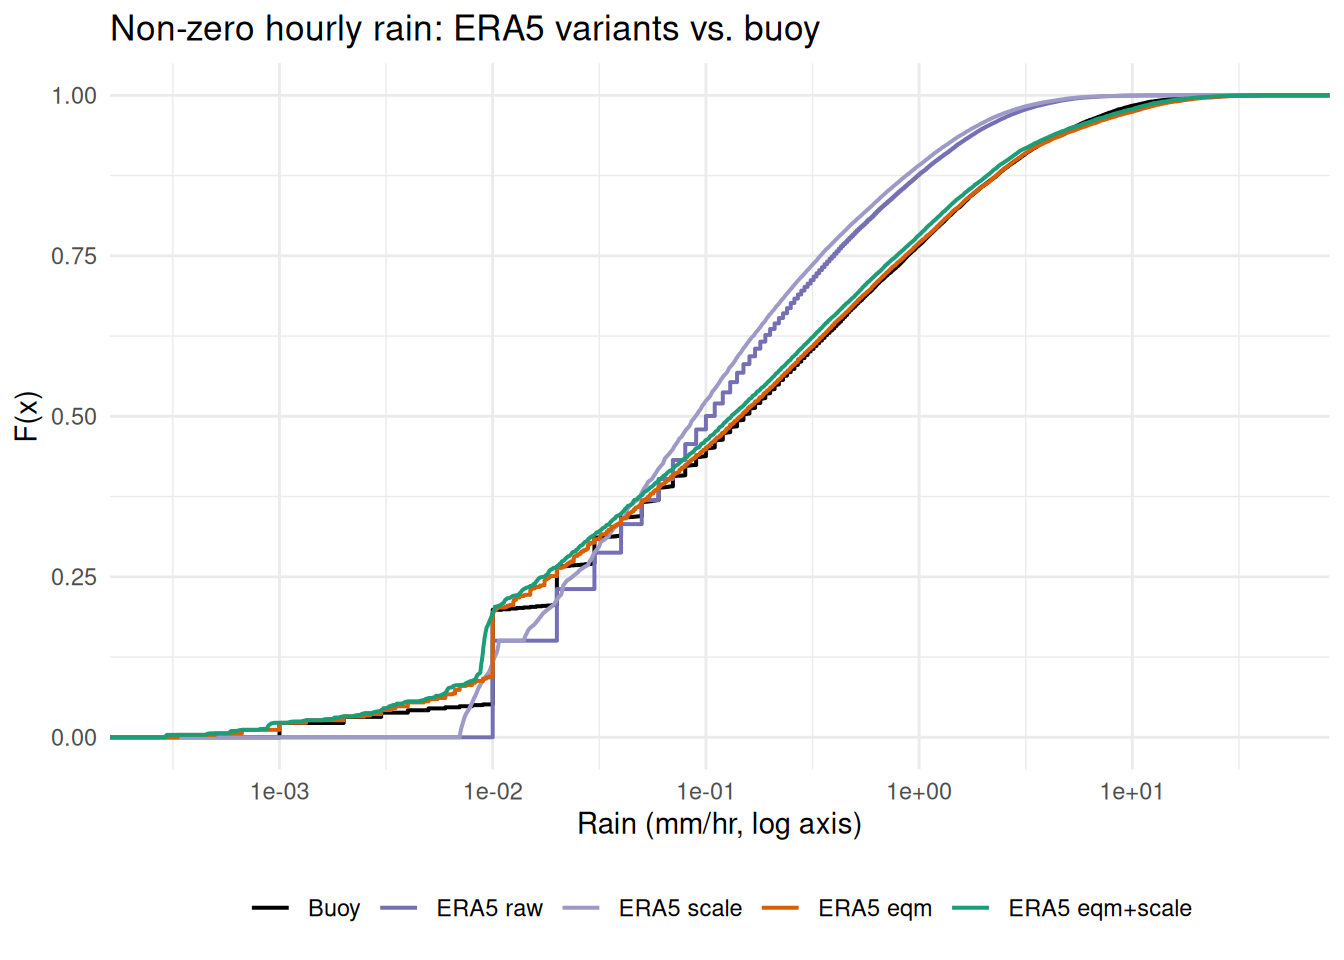 Non-zero hourly rain: ERA5 variants vs. buoy
1.00
0.75
0.50
0.25
0.00
F(x)
1e-03 1e-02 1e-01 1e+00 1e+01
Rain (mm/hr, log axis)
Buoy ERA5 raw ERA5 scale ERA5 eqm ERA5 eqm+scale